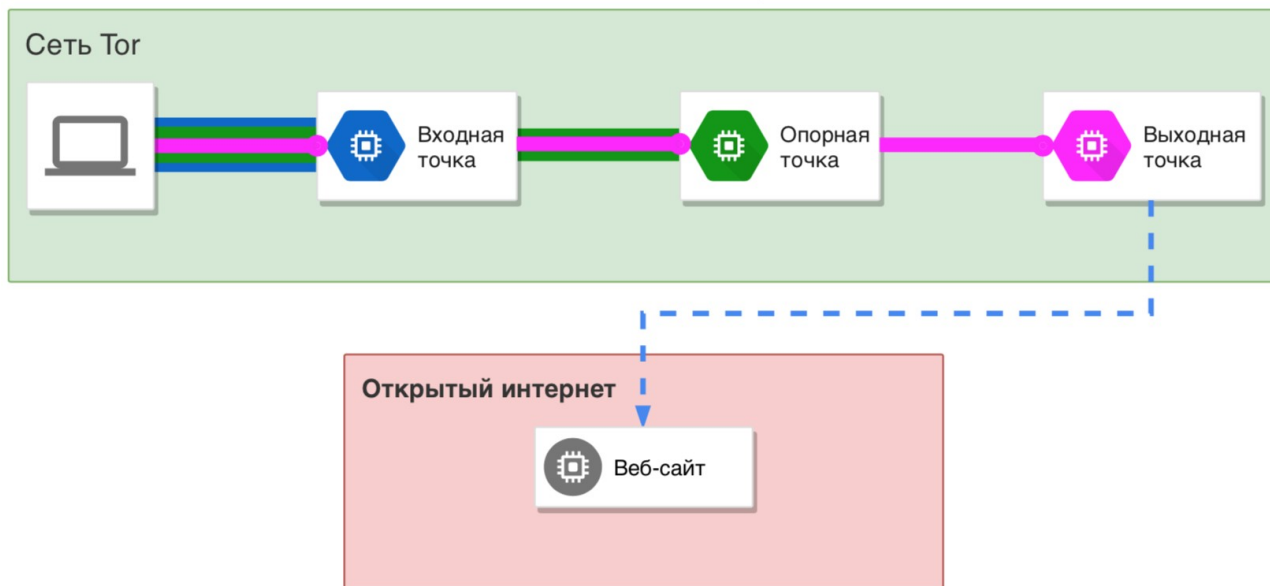 Сеть Tor
Входная
точка
Опорная
точка
Выходная
точка
Открытый интернет
Веб-сайт